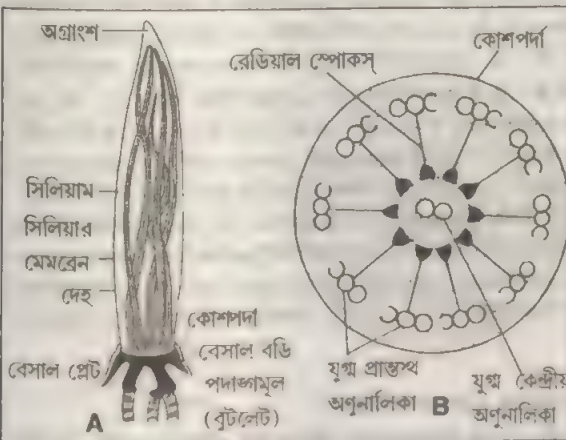 অগ্রাংশ
সিলিয়াম
সিলিয়ার
মেমব্রেন
দেহ
বেসাল প্লেট
কোশপর্দা
বেসাল বডি
পদাঙ্গমূল
(বুটলেট)
A
রেডিয়াল স্পোকস্
কোশপর্দা
যুগ্ম প্রান্তস্থ
অণুনালিকা
B
যুগ্ম কেন্দ্রীয়
অণুনালিকা